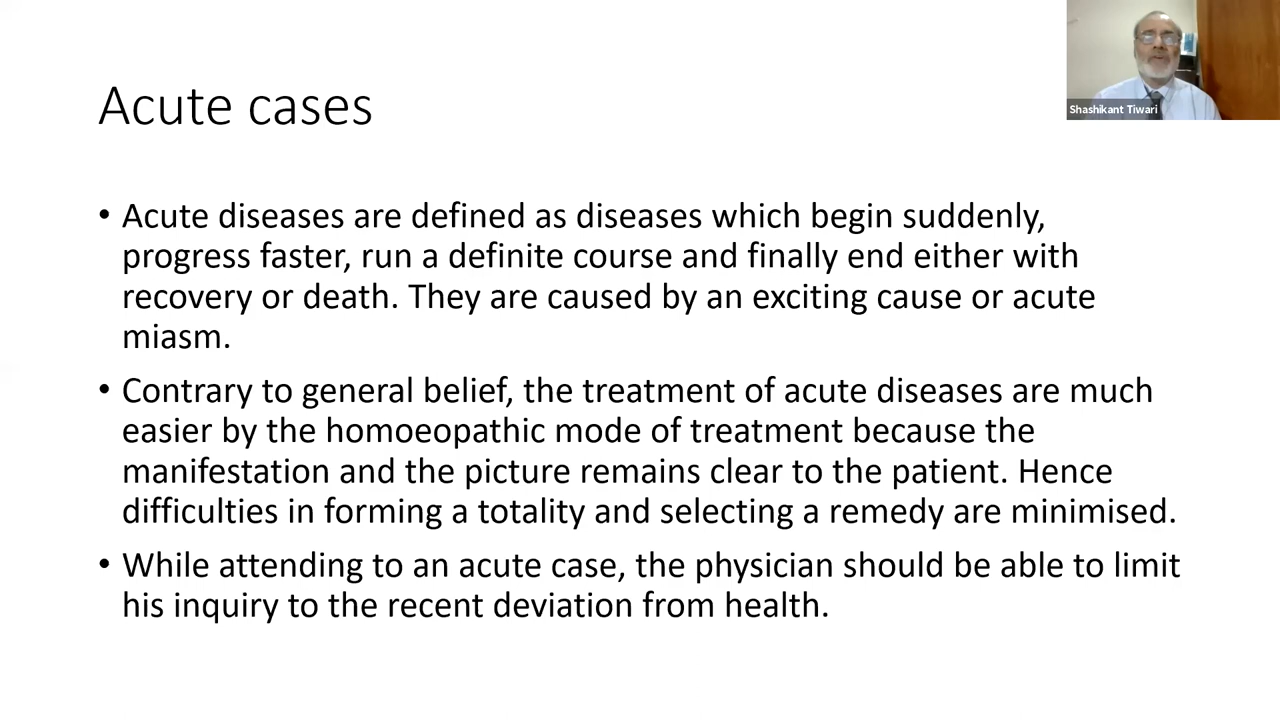 Acute cases
Shashikant Tiwari
• Acute diseases are defined as diseases which begin suddenly,
progress faster, run a definite course and finally end either with
recovery or death. They are caused by an exciting cause or acute
miasm.
• Contrary to general belief, the treatment of acute diseases are much
easier by the homoeopathic mode of treatment because the
manifestation and the picture remains clear to the patient. Hence
difficulties in forming a totality and selecting a remedy are minimised.
• While attending to an acute case, the physician should be able to limit
his inquiry to the recent deviation from health.